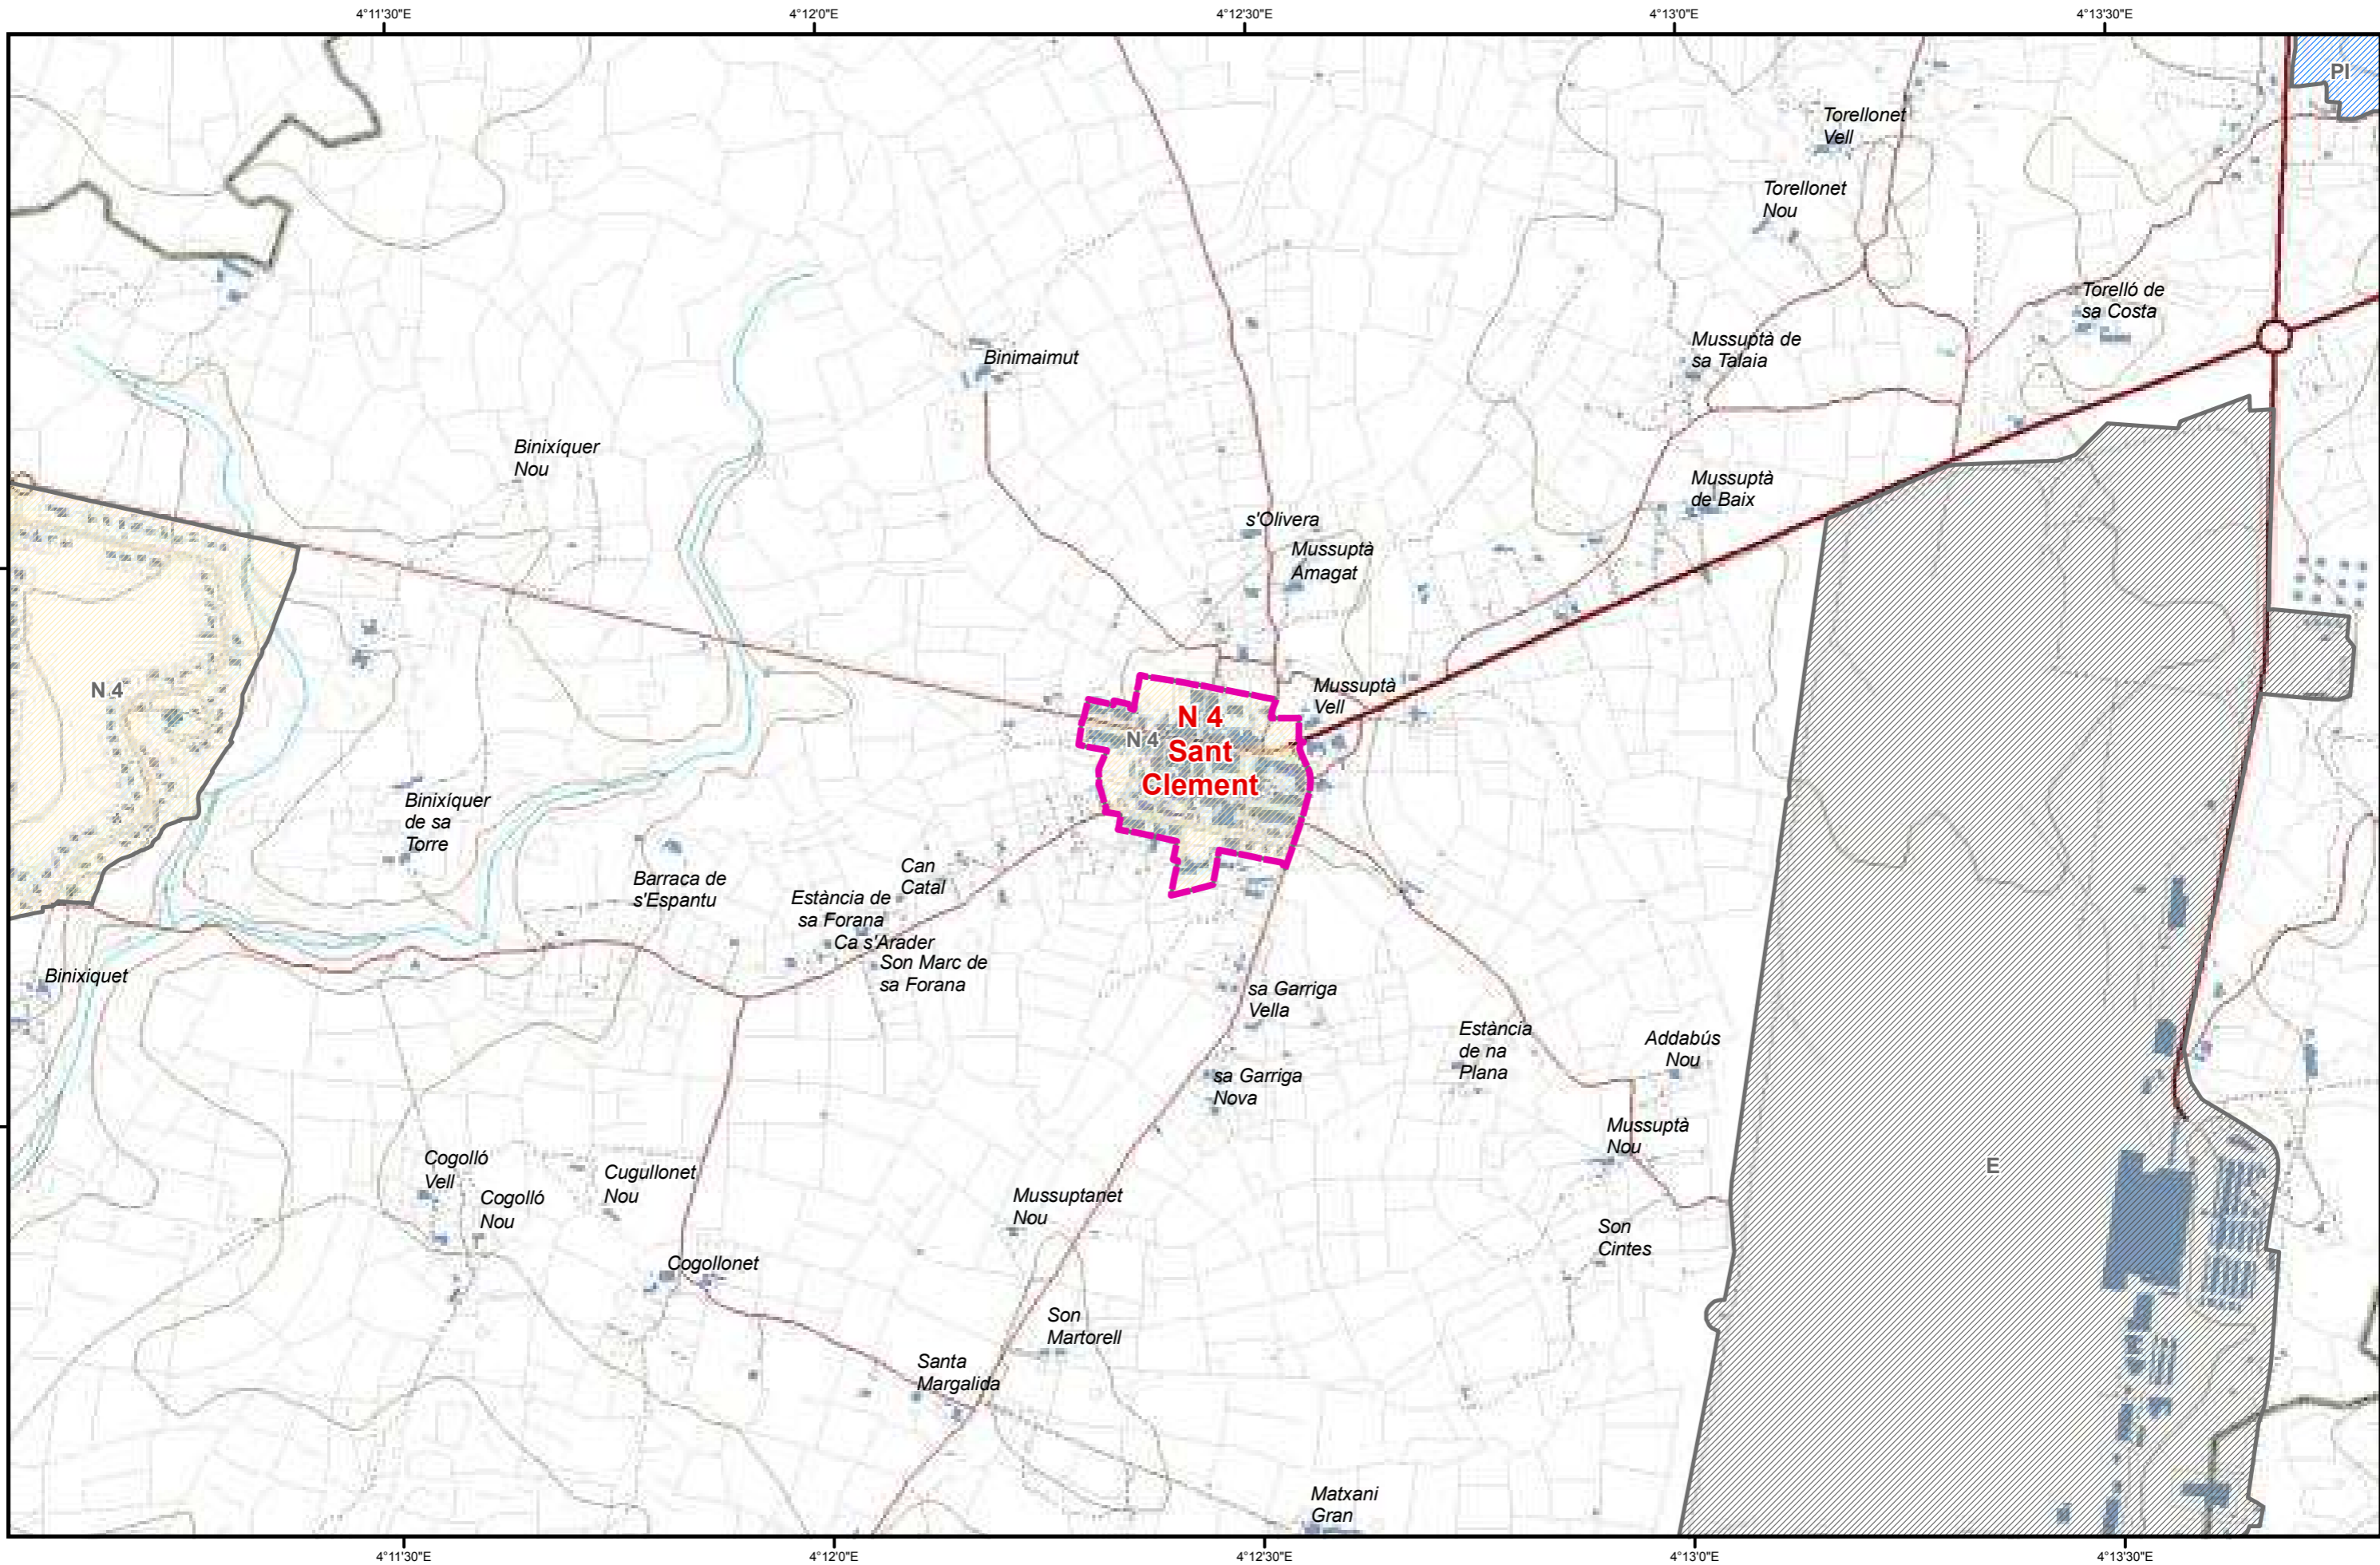 4°11'30"E
4°12'0"E
4°12'30"E
4°13'0"E
4°13'30"E
PI
Torellonet
Vell
Torellonet
Nou
Torelló de
sa Costa
Mussuptà de
sa Talaia
Binimaimut
Binixíquer
Nou
Mussuptà
de Baix
s'Olivera
Mussuptà
Amagat
N 4
Mussuptà
Vell
N 4
N 4
Sant
Clement
Binixíquer
de sa
Torre
Barraca de
s'Espantu
Can
Catal
Estància de
sa Forana
Ca s'Arader
Son Marc de
sa Forana
Binixiquet
sa Garriga
Vella
Estància
de na
Plana
Addabús
Nou
sa Garriga
Nova
Mussuptà
Nou
E
Cogolló
Vell
Cogolló
Nou
Cugullonet
Nou
Mussuptanet
Nou
Son
Cintes
Cogollonet
Son
Martorell
Santa
Margalida
Matxani
Gran
4°11'30"E
4°12'0"E
4°12'30"E
4°13'0"E
4°13'30"E